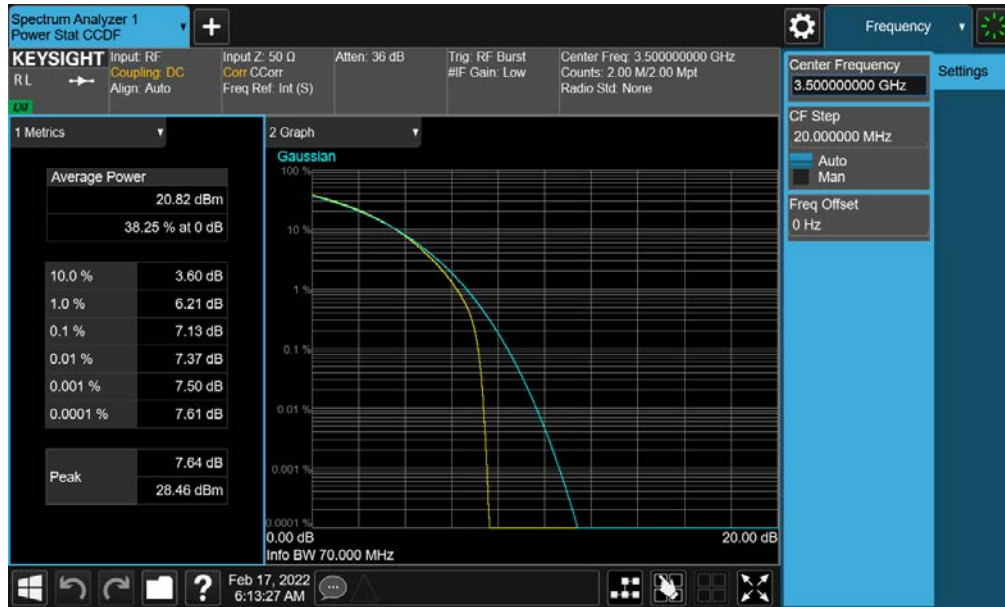 Spectrum Analyzer 1
Power Stat CCDF
+
Frequency
KEYSIGHT
RL
LXI
Input: RF
Coupling: DC
Align: Auto
Input Z: 50 Ω
Corr CCorr
Freq Ref: Int (S)
Atten: 36 dB
Trig: RF Burst
#IF Gain: Low
Center Freq: 3.500000000 GHz
Counts: 2.00 M/2.00 Mpt
Radio Std: None
Center Frequency
3.500000000 GHz
Settings
CF Step
20.000000 MHz
Auto
Man
Freq Offset
0 Hz
1 Metrics
Average Power
20.82 dBm
38.25 % at 0 dB
10.0 % 3.60 dB
1.0 % 6.21 dB
0.1 % 7.13 dB
0.01 % 7.37 dB
0.001 % 7.50 dB
0.0001 % 7.61 dB
Peak
7.64 dB
28.46 dBm
2 Graph
Gaussian
100 %
10 %
1 %
0.1 %
0.01 %
0.001 %
0.0001 %
0.00 dB 20.00 dB
Info BW 70.000 MHz
?
Feb 17, 2022
6:13:27 AM